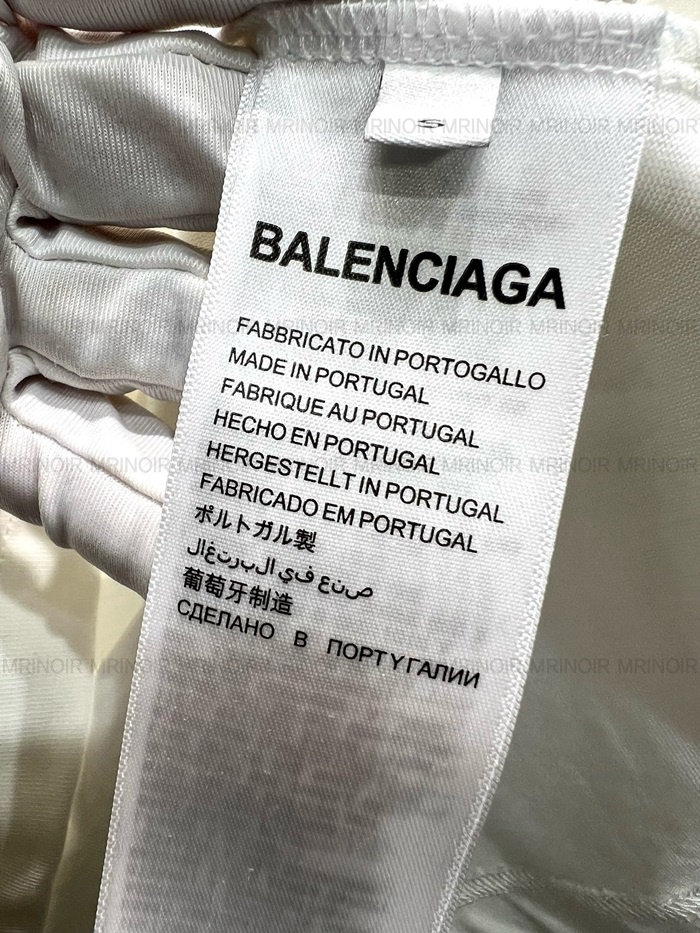 BALENCIAGA
FABBRICATO IN PORTOGALLO
MADE IN PORTUGAL
FABRIQUE AU PORTUGAL
HECHO EN PORTUGAL
HERGESTELLT IN PORTUGAL
FABRICADO EM PORTUGAL
ポルトガル製
صنع في البرتغال
葡萄牙制造
СДЕЛАНО В ПОРТУГАЛИИ
MRINOIR